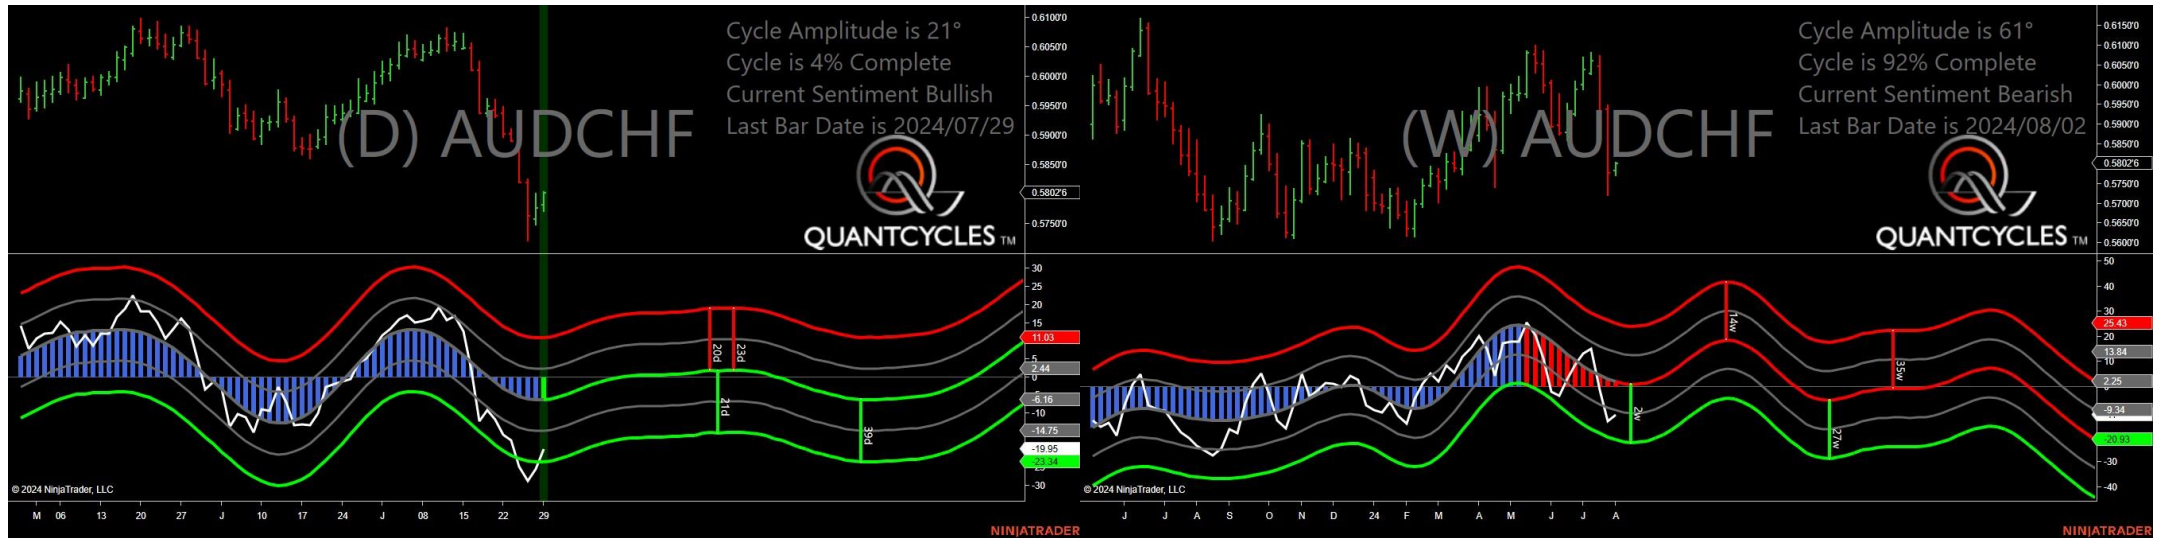 Cycle Amplitude is 21°
Cycle is 4% Complete
Current Sentiment Bullish
Last Bar Date is 2024/07/29
(D) AUDCHF
QUANTCYCLES TM
0.6100'0
0.6050'0
0.6000'0
0.5950'0
0.5900'0
0.5850'0
0.5802'6
0.5750'0
30
25
20
15
11.03
5
2.44
0
-6.16
-10
-14.75
-19.95
-23.34
-30
20d
23d
21d
39d
© 2024 NinjaTrader, LLC
M 06 13 20 27 J 10 17 24 J 08 15 22 29
NINJATRADER
Cycle Amplitude is 61°
Cycle is 92% Complete
Current Sentiment Bearish
Last Bar Date is 2024/08/02
(W) AUDCHF
QUANTCYCLES TM
0.6150'0
0.6100'0
0.6050'0
0.6000'0
0.5950'0
0.5900'0
0.5850'0
0.5802'6
0.5750'0
0.5700'0
0.5650'0
0.5600'0
50
40
30
25.43
20
13.84
10
2.25
-9.34
-20.93
-30
-40
2w
14w
27w
35w
© 2024 NinjaTrader, LLC
J J A S O N D 24 F M A M J J A
NINJATRADER